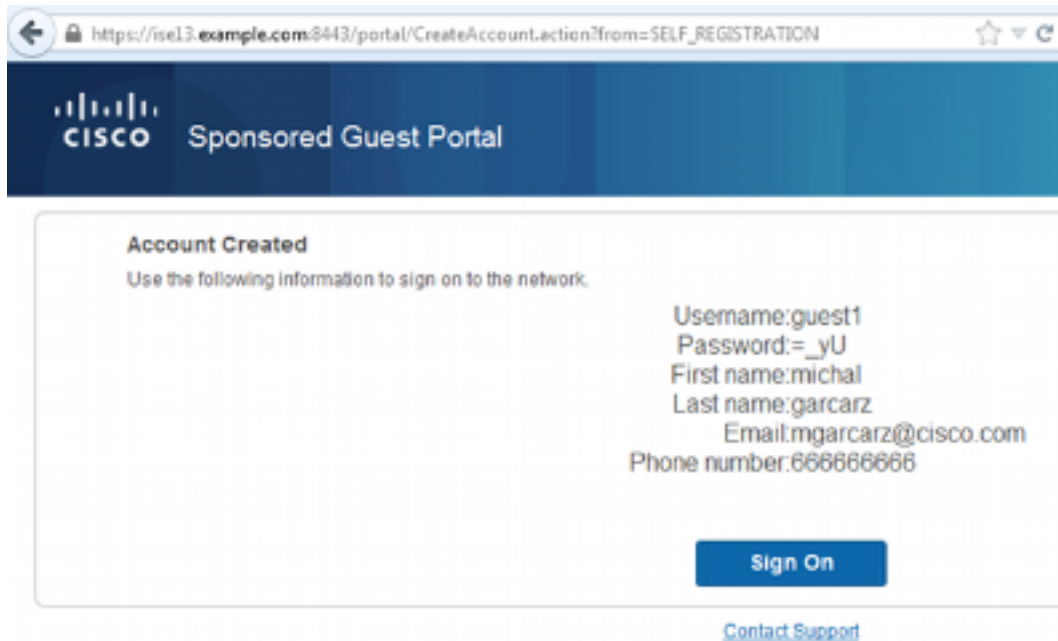 https://ise13.example.com:8443/portal/CreateAccount.action?from=SELF_REGISTRATION
CISCO Sponsored Guest Portal
Account Created
Use the following information to sign on to the network.
Username:guest1
Password:=_yU
First name:michal
Last name:garcarz
Email:mgarcarz@cisco.com
Phone number:666666666
Sign On
Contact Support